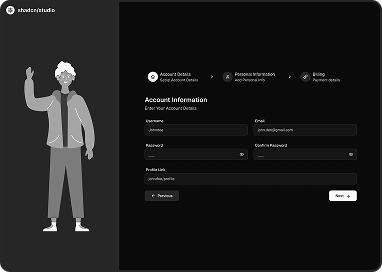 shadcn/studio
Account Details
Setup Account Details
Personal Information
Add Personal Info
Billing
Payment details
Account Information
Enter Your Account Details
Username
Email
Johndoe
john.doe@gmail.com
Password
Confirm Password
Profile Link
johndoe/profile
← Previous
Next →